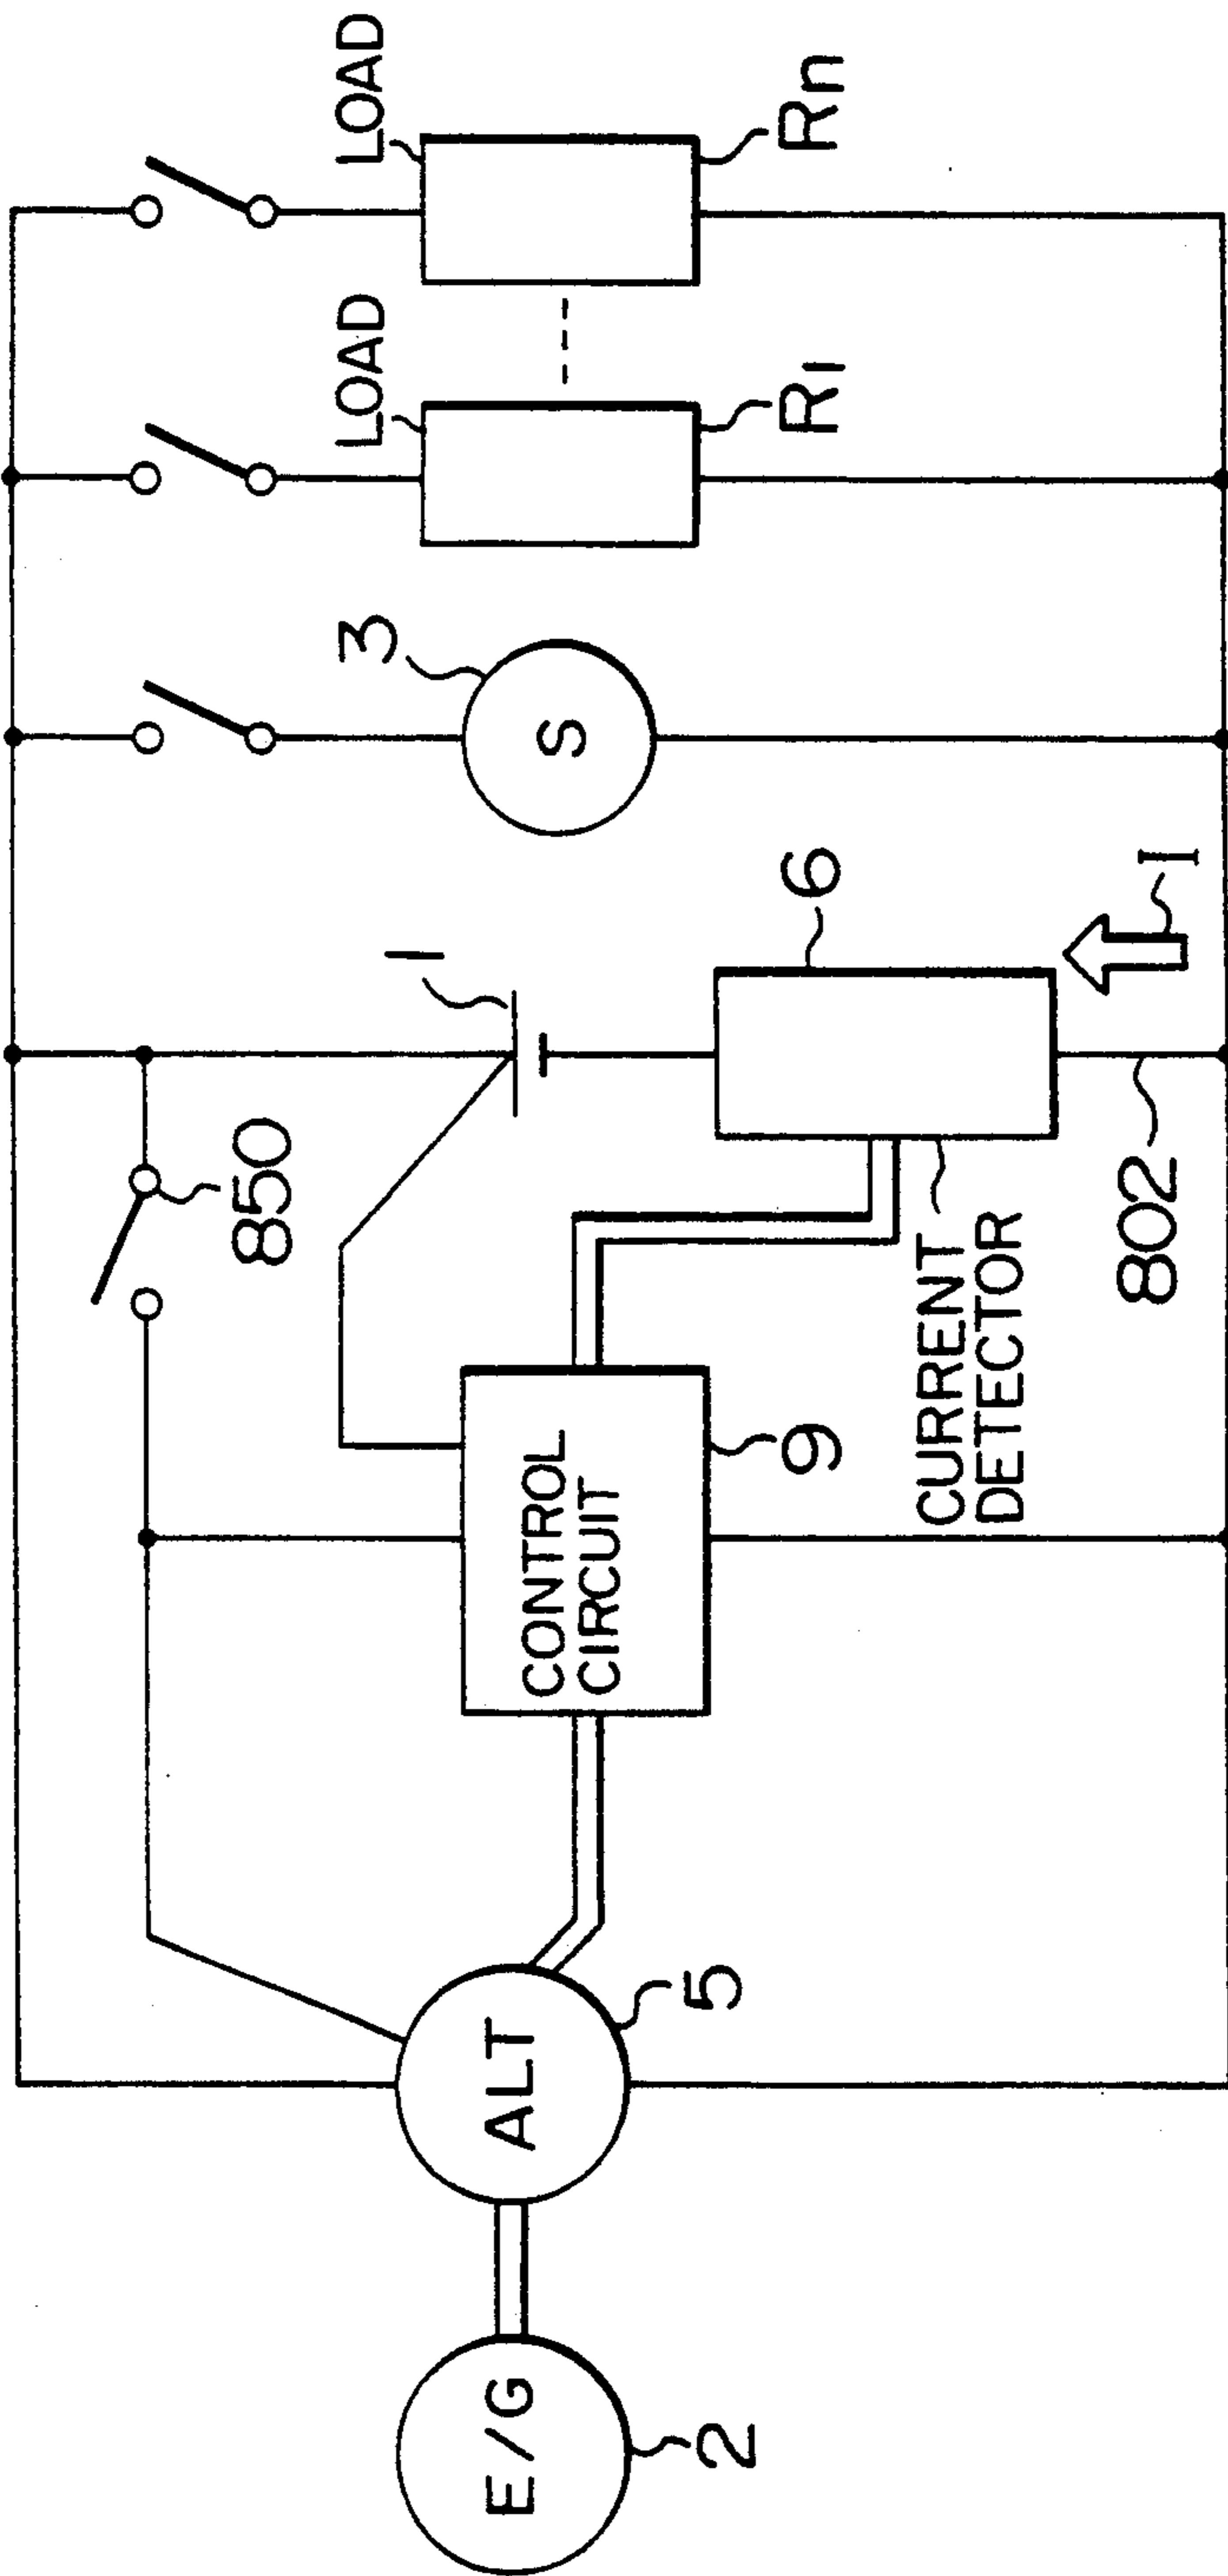 LOAD
LOAD
Rn
R1
3
S
1
6
I
850
802
CURRENT
DETECTOR
CONTROL
CIRCUIT
9
ALT
5
E/G
2